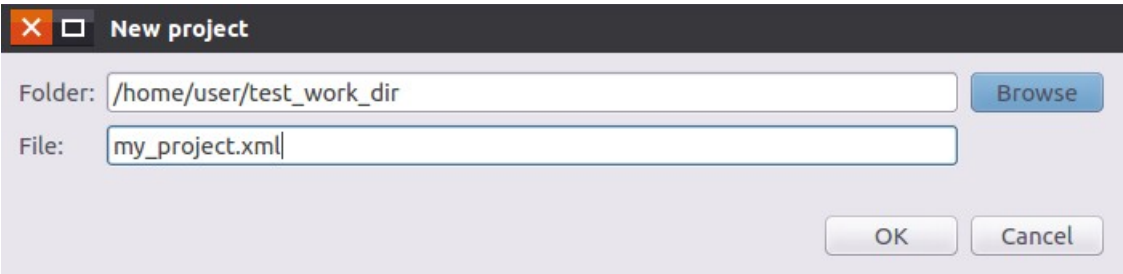 New project
Folder: /home/user/test_work_dir Browse
File: my_project.xml
OK Cancel